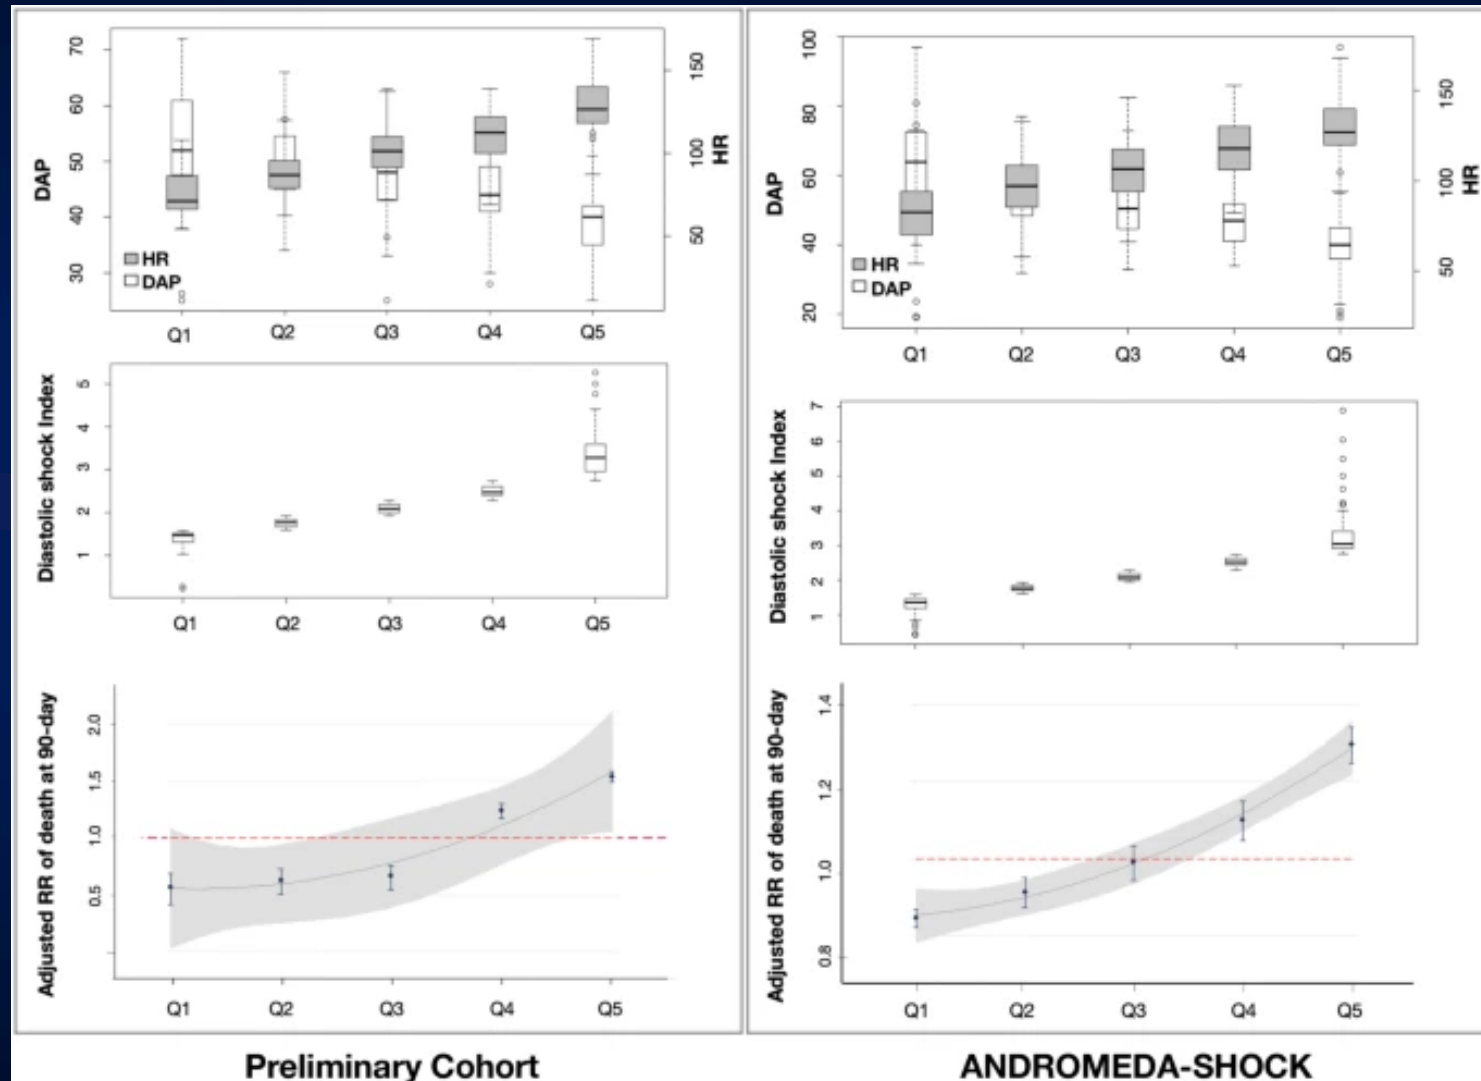 DAP
70
60
50
40
30
HR
150
100
50
HR
DAP
Q1 Q2 Q3 Q4 Q5
Diastolic shock Index
5
4
3
2
1
Q1 Q2 Q3 Q4 Q5
Adjusted RR of death at 90-day
2.0
1.5
1.0
0.5
Q1 Q2 Q3 Q4 Q5
Preliminary Cohort
DAP
100
80
60
40
20
HR
150
100
50
HR
DAP
Q1 Q2 Q3 Q4 Q5
Diastolic shock Index
7
6
5
4
3
2
1
Adjusted RR of death at 90-day
1.4
1.2
1.0
0.8
Q1 Q2 Q3 Q4 Q5
ANDROMEDA-SHOCK